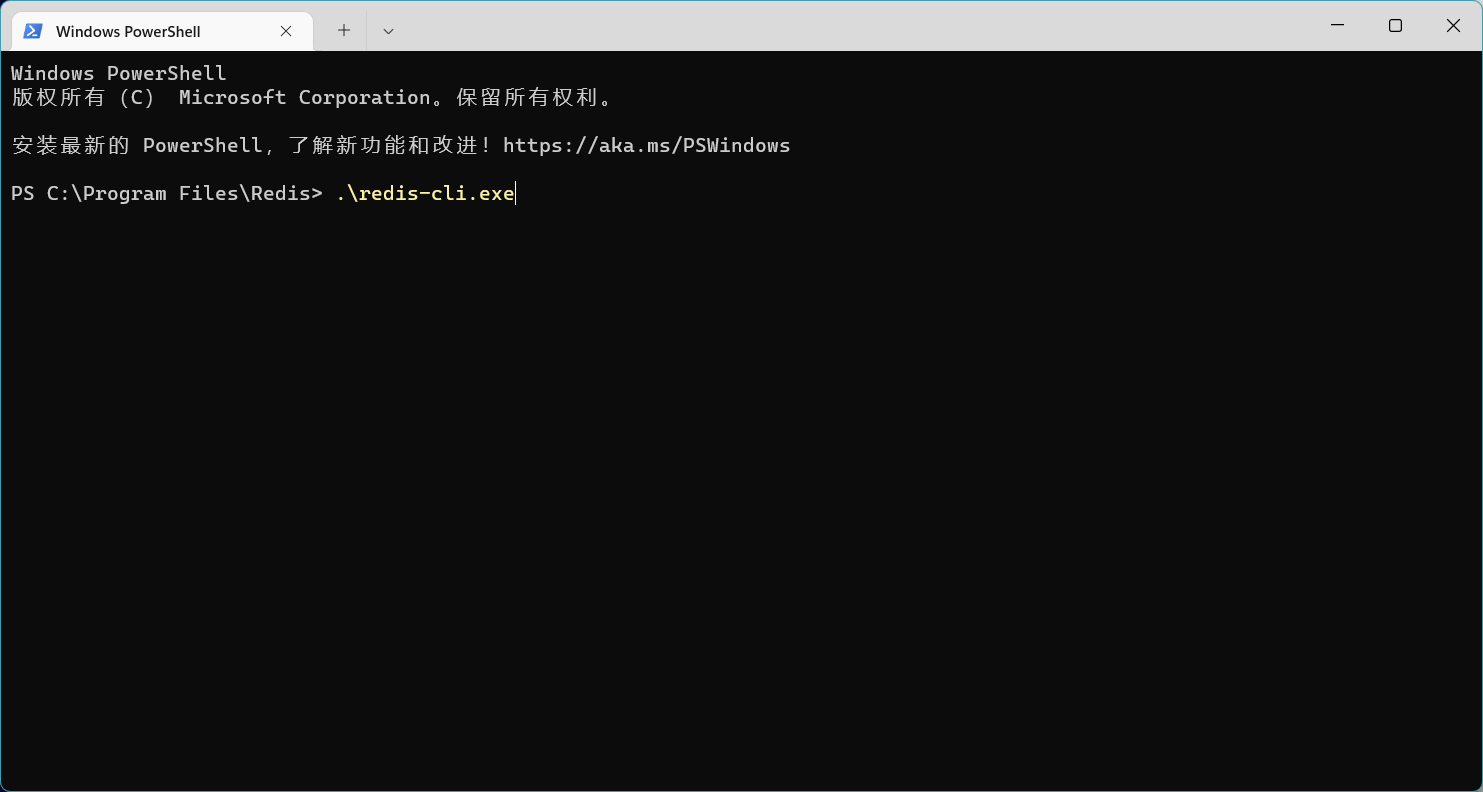 Windows PowerShell
Windows PowerShell
版权所有（C） Microsoft Corporation。保留所有权利。
安装最新的 PowerShell，了解新功能和改进！https://aka.ms/PSWindows
PS C:\Program Files\Redis> .\redis-cli.exe